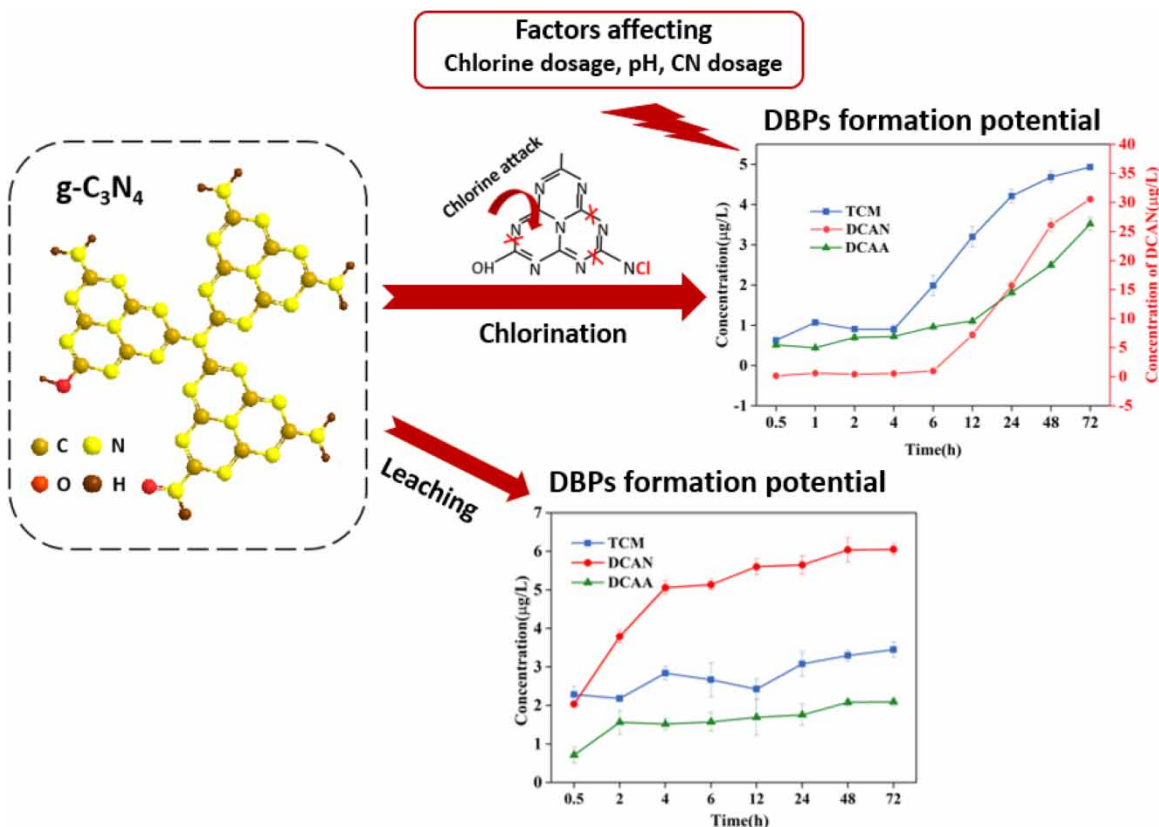 Factors affecting
Chlorine dosage, pH, CN dosage
g-C₃N₄
C N
O H
Chlorine attack
N N
N N
N N
OH N NCl
Chlorination
Leaching
DBPs formation potential
TCM
DCAN
DCAA
Concentration(μg/L)
5
4
3
2
1
0
-1
Concentration of DCAN(μg/L)
40
35
30
25
20
15
10
5
0
-5
0.5 1 2 4 6 12 24 48 72
Time(h)
DBPs formation potential
TCM
DCAN
DCAA
Concentration(μg/L)
7
6
5
4
3
2
1
0
0.5 2 4 6 12 24 48 72
Time(h)